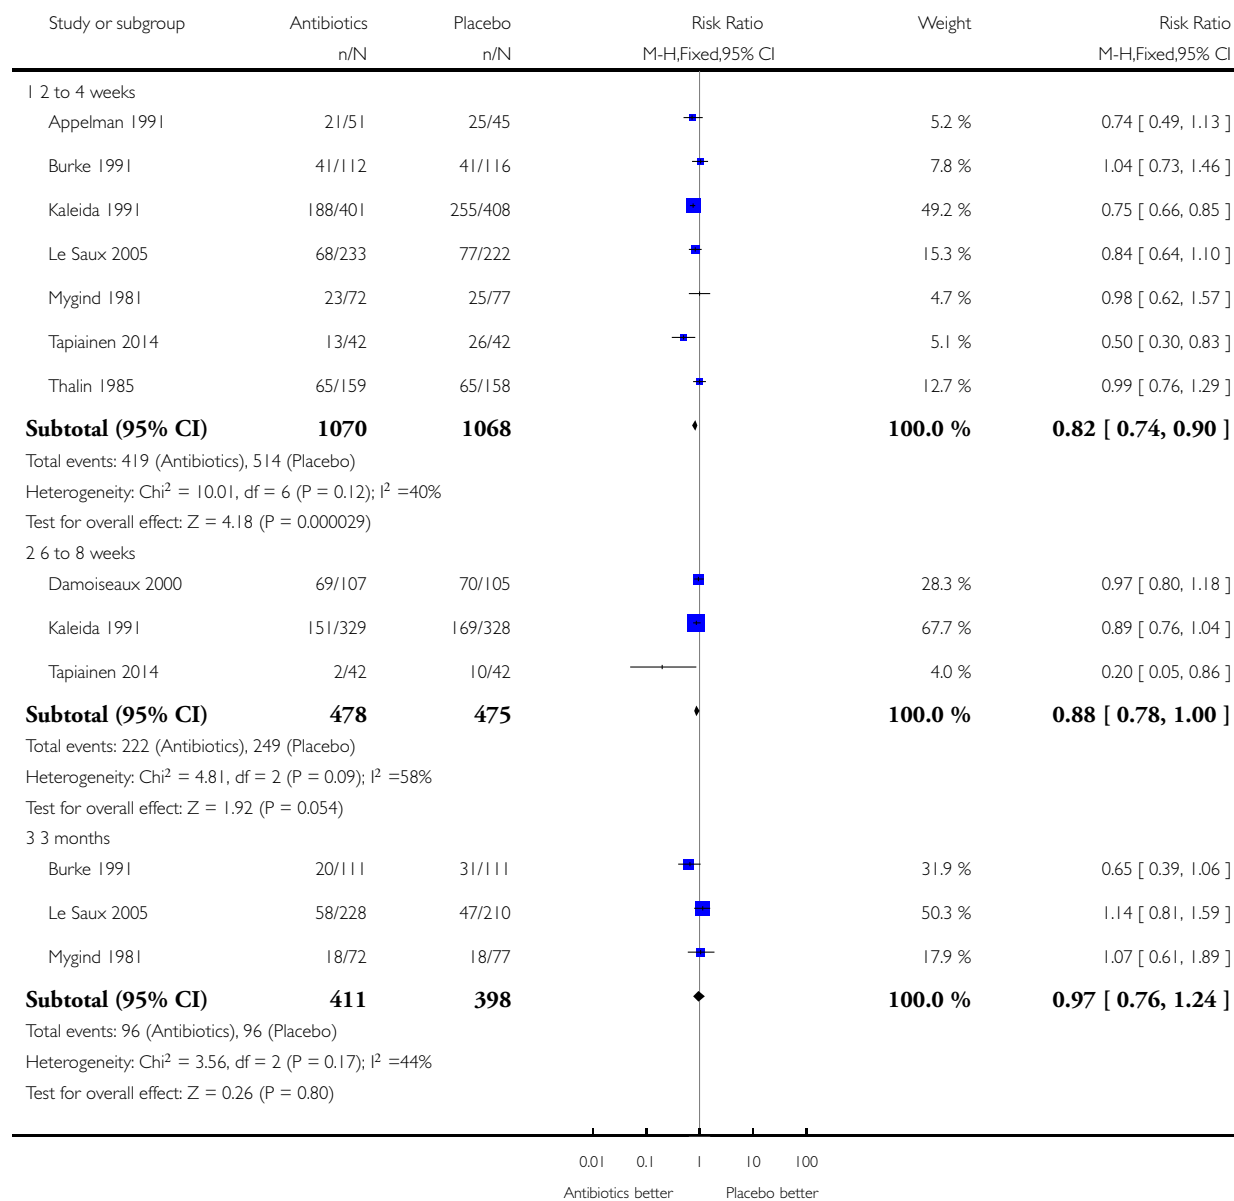 Study or subgroup Antibiotics Placebo Risk Ratio Weight Risk Ratio
n/N n/N M-H,Fixed,95% CI M-H,Fixed,95% CI
1 2 to 4 weeks
Appelman 1991 21/51 25/45 5.2 % 0.74 [ 0.49, 1.13 ]
Burke 1991 41/112 41/116 7.8 % 1.04 [ 0.73, 1.46 ]
Kaleida 1991 188/401 255/408 49.2 % 0.75 [ 0.66, 0.85 ]
Le Saux 2005 68/233 77/222 15.3 % 0.84 [ 0.64, 1.10 ]
Mygind 1981 23/72 25/77 4.7 % 0.98 [ 0.62, 1.57 ]
Tapiainen 2014 13/42 26/42 5.1 % 0.50 [ 0.30, 0.83 ]
Thalin 1985 65/159 65/158 12.7 % 0.99 [ 0.76, 1.29 ]
Subtotal (95% CI) 1070 1068 100.0 % 0.82 [ 0.74, 0.90 ]
Total events: 419 (Antibiotics), 514 (Placebo)
Heterogeneity: Chi² = 10.01, df = 6 (P = 0.12); I² =40%
Test for overall effect: Z = 4.18 (P = 0.000029)
2 6 to 8 weeks
Damoiseaux 2000 69/107 70/105 28.3 % 0.97 [ 0.80, 1.18 ]
Kaleida 1991 151/329 169/328 67.7 % 0.89 [ 0.76, 1.04 ]
Tapiainen 2014 2/42 10/42 4.0 % 0.20 [ 0.05, 0.86 ]
Subtotal (95% CI) 478 475 100.0 % 0.88 [ 0.78, 1.00 ]
Total events: 222 (Antibiotics), 249 (Placebo)
Heterogeneity: Chi² = 4.81, df = 2 (P = 0.09); I² =58%
Test for overall effect: Z = 1.92 (P = 0.054)
3 3 months
Burke 1991 20/111 31/111 31.9 % 0.65 [ 0.39, 1.06 ]
Le Saux 2005 58/228 47/210 50.3 % 1.14 [ 0.81, 1.59 ]
Mygind 1981 18/72 18/77 17.9 % 1.07 [ 0.61, 1.89 ]
Subtotal (95% CI) 411 398 100.0 % 0.97 [ 0.76, 1.24 ]
Total events: 96 (Antibiotics), 96 (Placebo)
Heterogeneity: Chi² = 3.56, df = 2 (P = 0.17); I² =44%
Test for overall effect: Z = 0.26 (P = 0.80)
0.01 0.1 1 10 100
Antibiotics better Placebo better